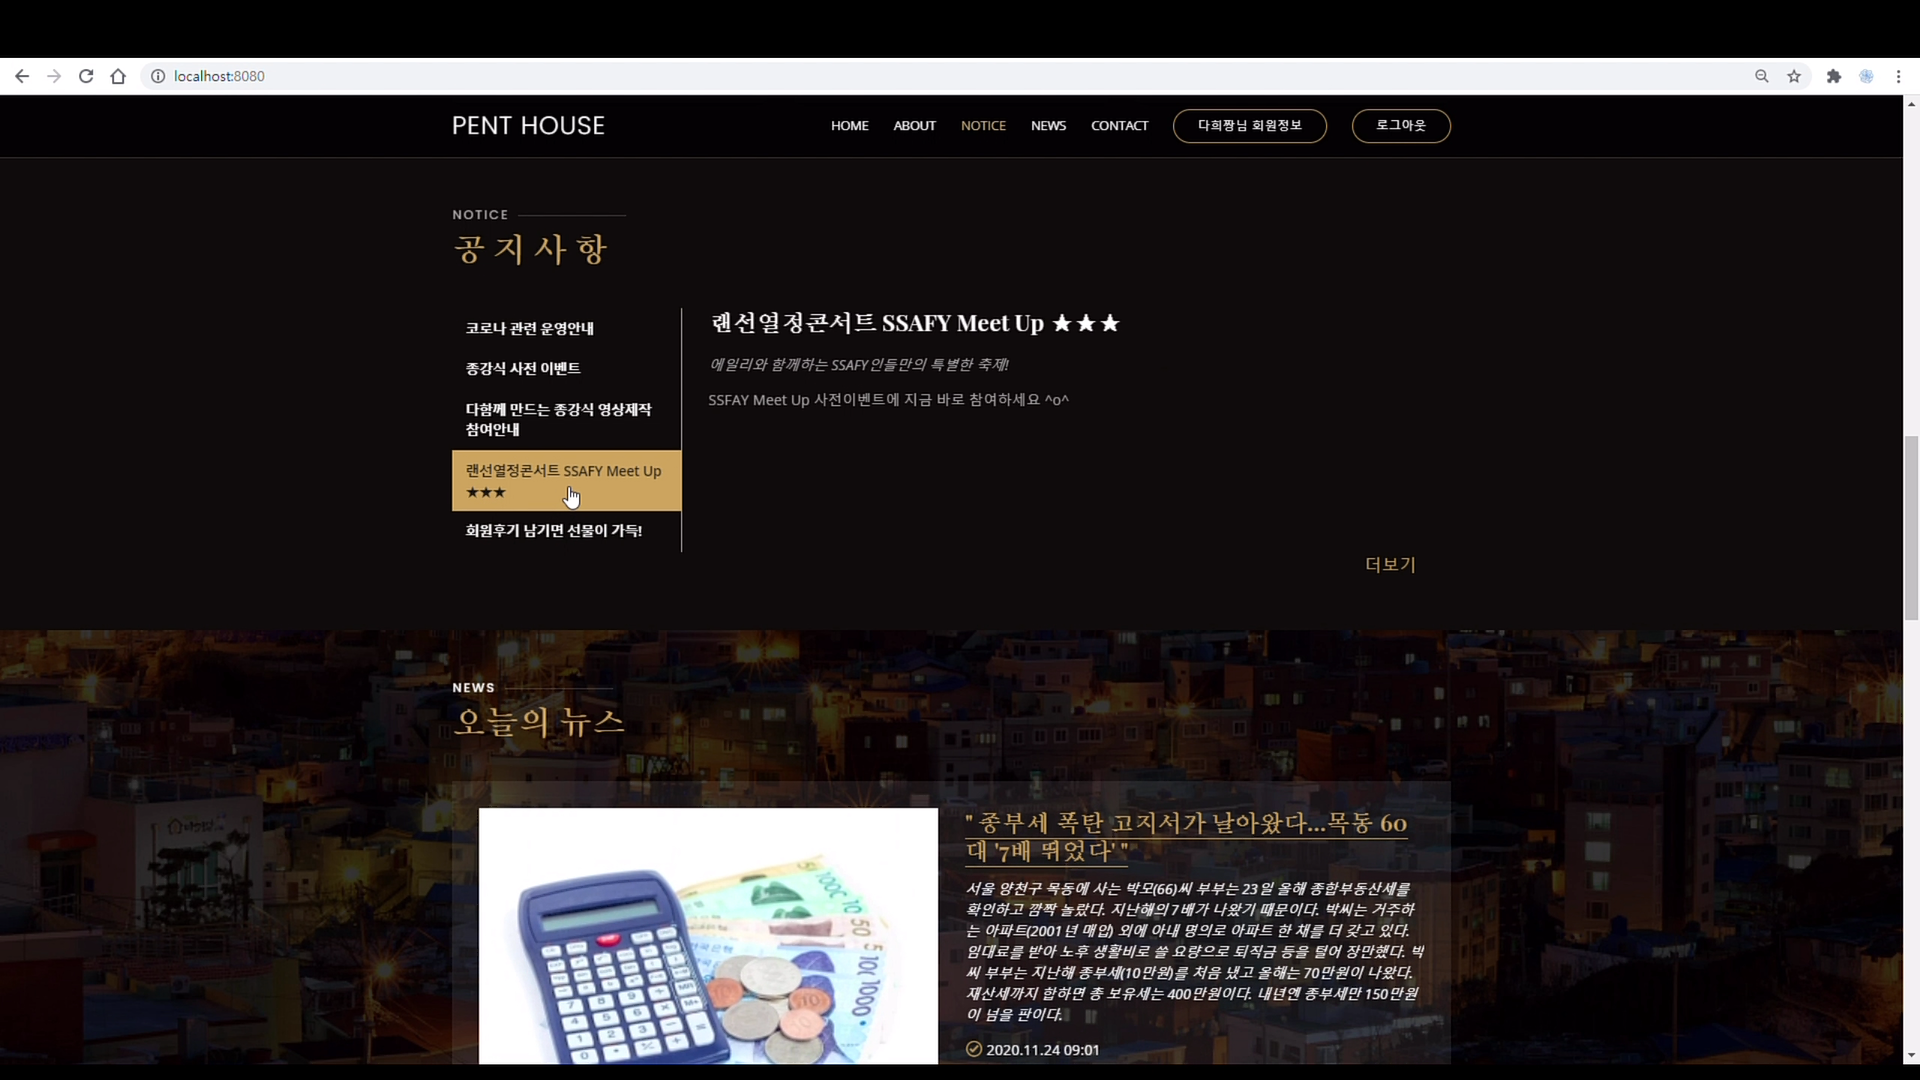 localhost:8080
PENT HOUSE
HOME
ABOUT
NOTICE
NEWS
CONTACT
다희짱님 회원정보
로그아웃
NOTICE
공지사항
코로나 관련 운영안내
종강식 사전 이벤트
다함께 만드는 종강식 영상제작
참여안내
랜선열정콘서트 SSAFY Meet Up
★★★
회원후기 남기면 선물이 가득!
랜선열정콘서트 SSAFY Meet Up ★★★
에일리와 함께하는 SSAFY인들만의 특별한 축제!
SSFAY Meet Up 사전이벤트에 지금 바로 참여하세요 ^o^
더보기
NEWS
오늘의 뉴스
" 종부세 폭탄 고지서가 날아왔다...목동 60
대 '7배 뛰었다' "
서울 양천구 목동에 사는 박모(66)씨 부부는 23일 올해 종합부동산세를
확인하고 깜짝 놀랐다. 지난해의 7배가 나왔기 때문이다. 박씨는 거주하
는 아파트(2001년 매입) 외에 아내 명의로 아파트 한 채를 더 갖고 있다.
임대료를 받아 노후 생활비로 쓸 요량으로 퇴직금 등을 털어 장만했다. 박
씨 부부는 지난해 종부세(10만원)를 처음 냈고 올해는 70만원이 나왔다.
재산세까지 합하면 총 보유세는 400만원이다. 내년엔 종부세만 150만원
이 넘을 판이다.
2020.11.24 09:01